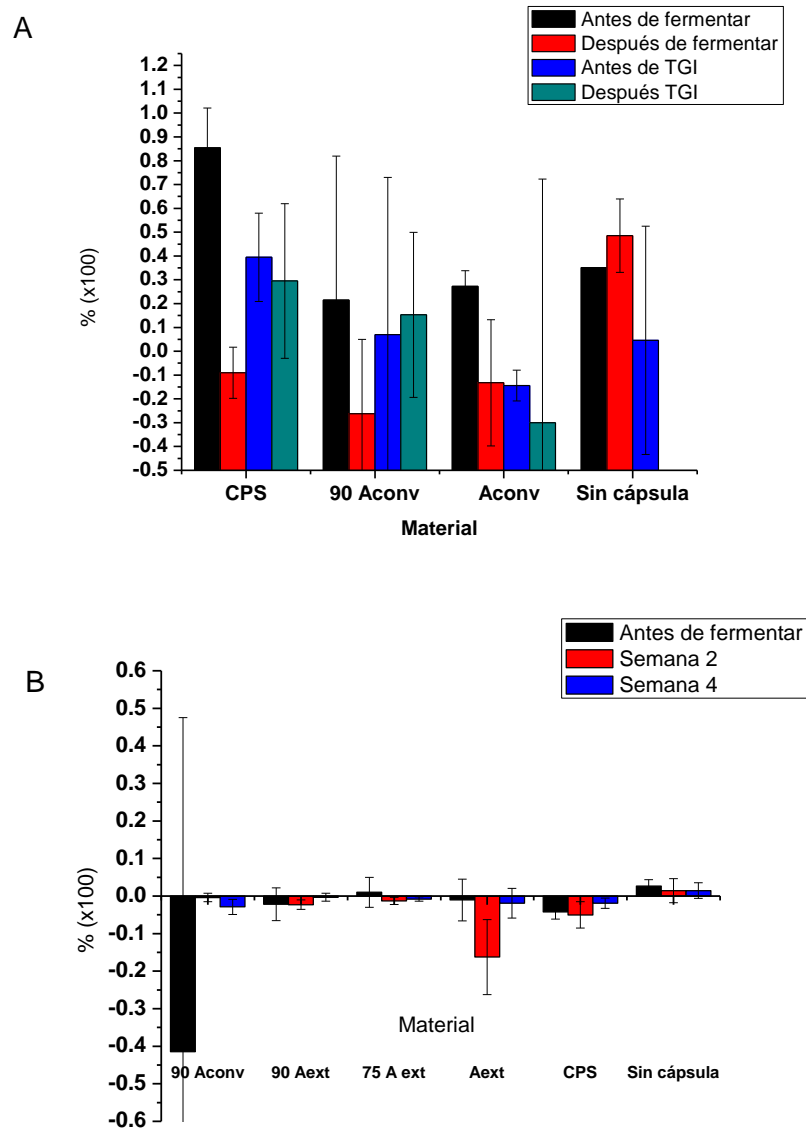 A
Antes de fermentar
Después de fermentar
Antes de TGI
Después TGI
1.2
1.1
1.0
0.9
0.8
0.7
0.6
0.5
0.4
0.3
0.2
0.1
0.0
-0.1
-0.2
-0.3
-0.4
-0.5
% (x100)
CPS 90 Aconv Aconv Sin cápsula
Material
B
Antes de fermentar
Semana 2
Semana 4
0.6
0.5
0.4
0.3
0.2
0.1
0.0
-0.1
-0.2
-0.3
-0.4
-0.5
-0.6
% (x100)
Material
90 Aconv 90 Aext 75 A ext Aext CPS Sin cápsula